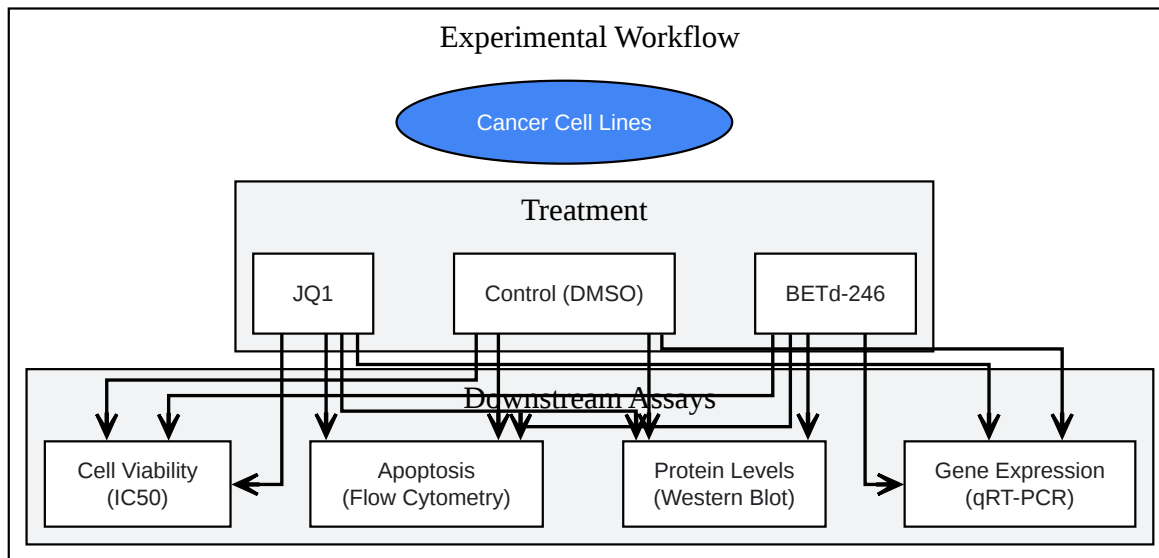 Experimental Workflow
Cancer Cell Lines
Treatment
JQ1
Control (DMSO)
BETd-246
Downstream Assays
Cell Viability
(IC50)
Apoptosis
(Flow Cytometry)
Protein Levels
(Western Blot)
Gene Expression
(qRT-PCR)